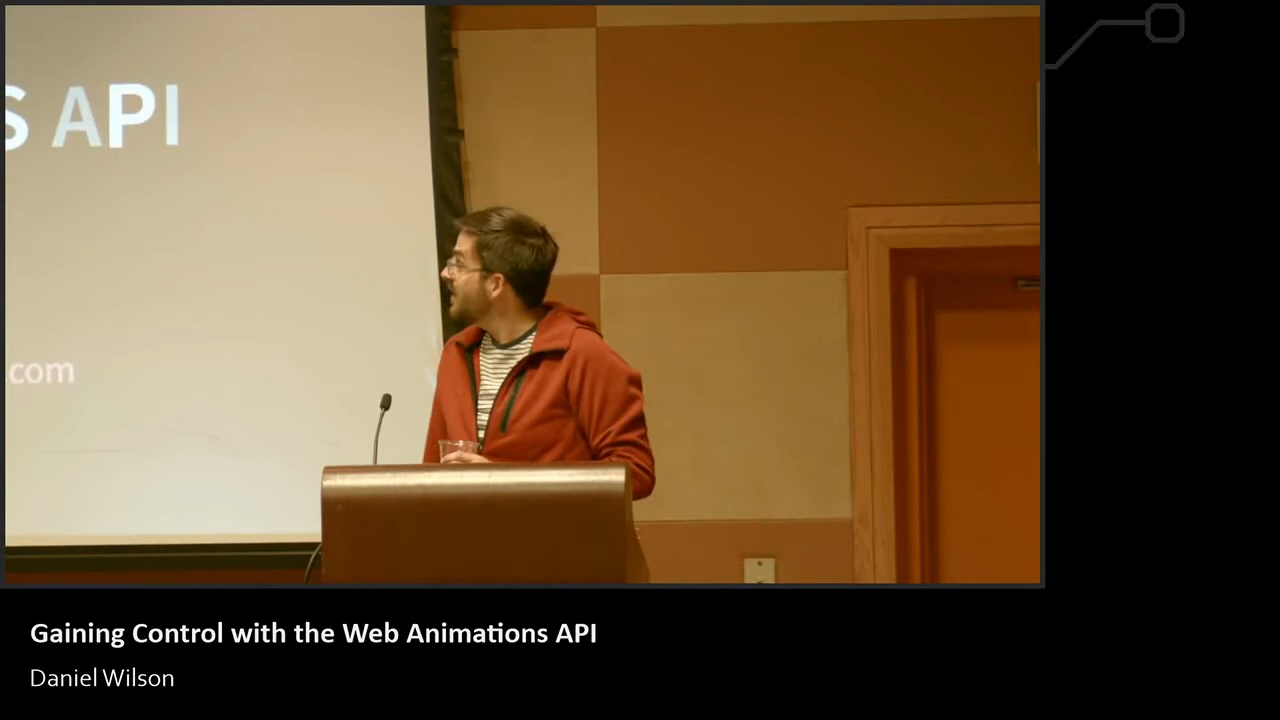 S API
.com
Gaining Control with the Web Animations API
Daniel Wilson